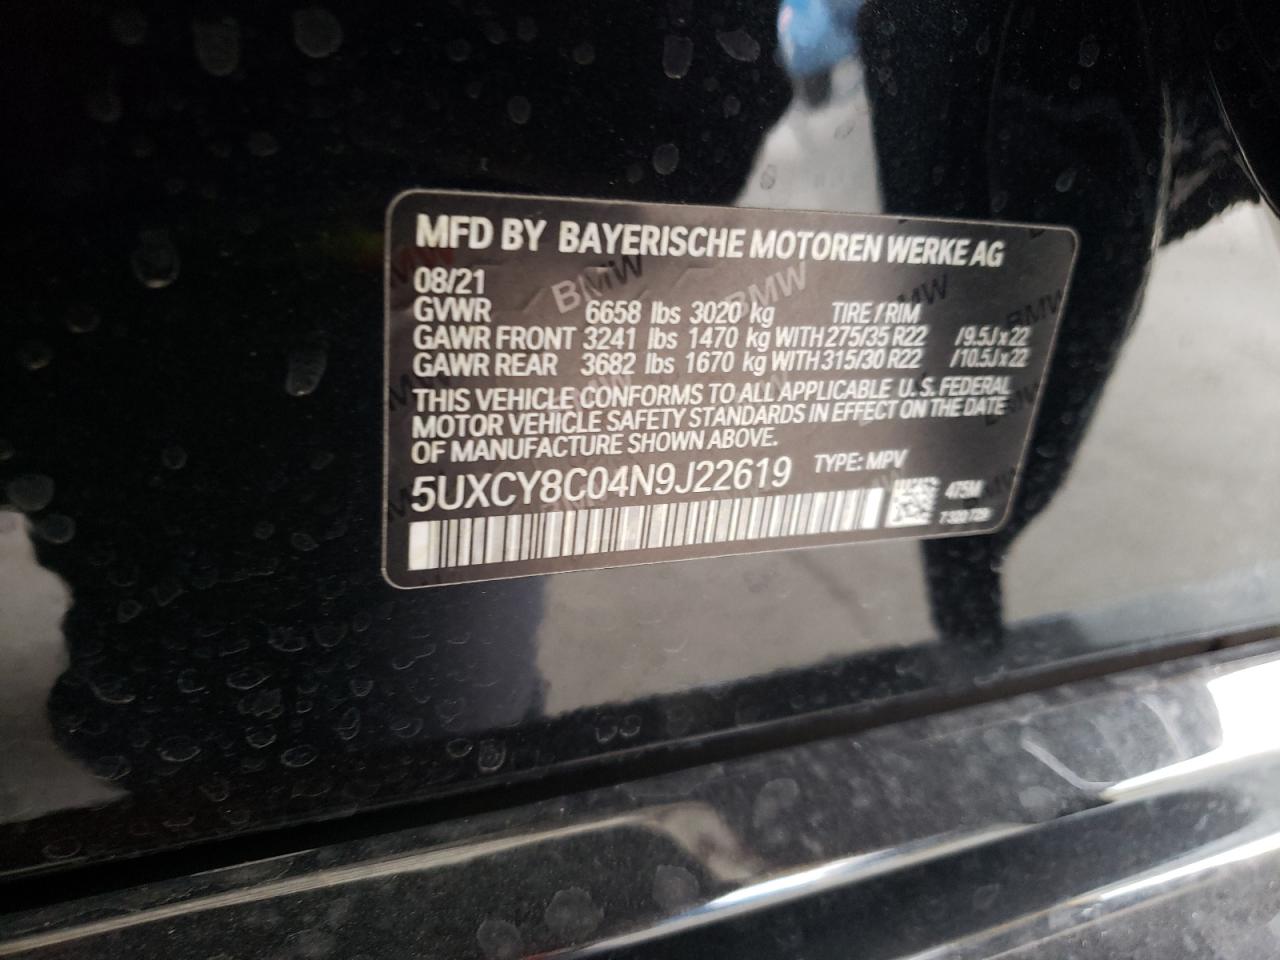 MFD BY BAYERISCHE MOTOREN WERKE AG
08/21
GVWR 6658 lbs 3020 kg TIRE / RIM
GAWR FRONT 3241 lbs 1470 kg WITH 275/35 R22 /9.5J x 22
GAWR REAR 3682 lbs 1670 kg WITH 315/30 R22 /10.5J x 22
THIS VEHICLE CONFORMS TO ALL APPLICABLE U.S. FEDERAL
MOTOR VEHICLE SAFETY STANDARDS IN EFFECT ON THE DATE
OF MANUFACTURE SHOWN ABOVE.
5UXCY8C04N9J22619 TYPE: MPV
475M
7 320 729